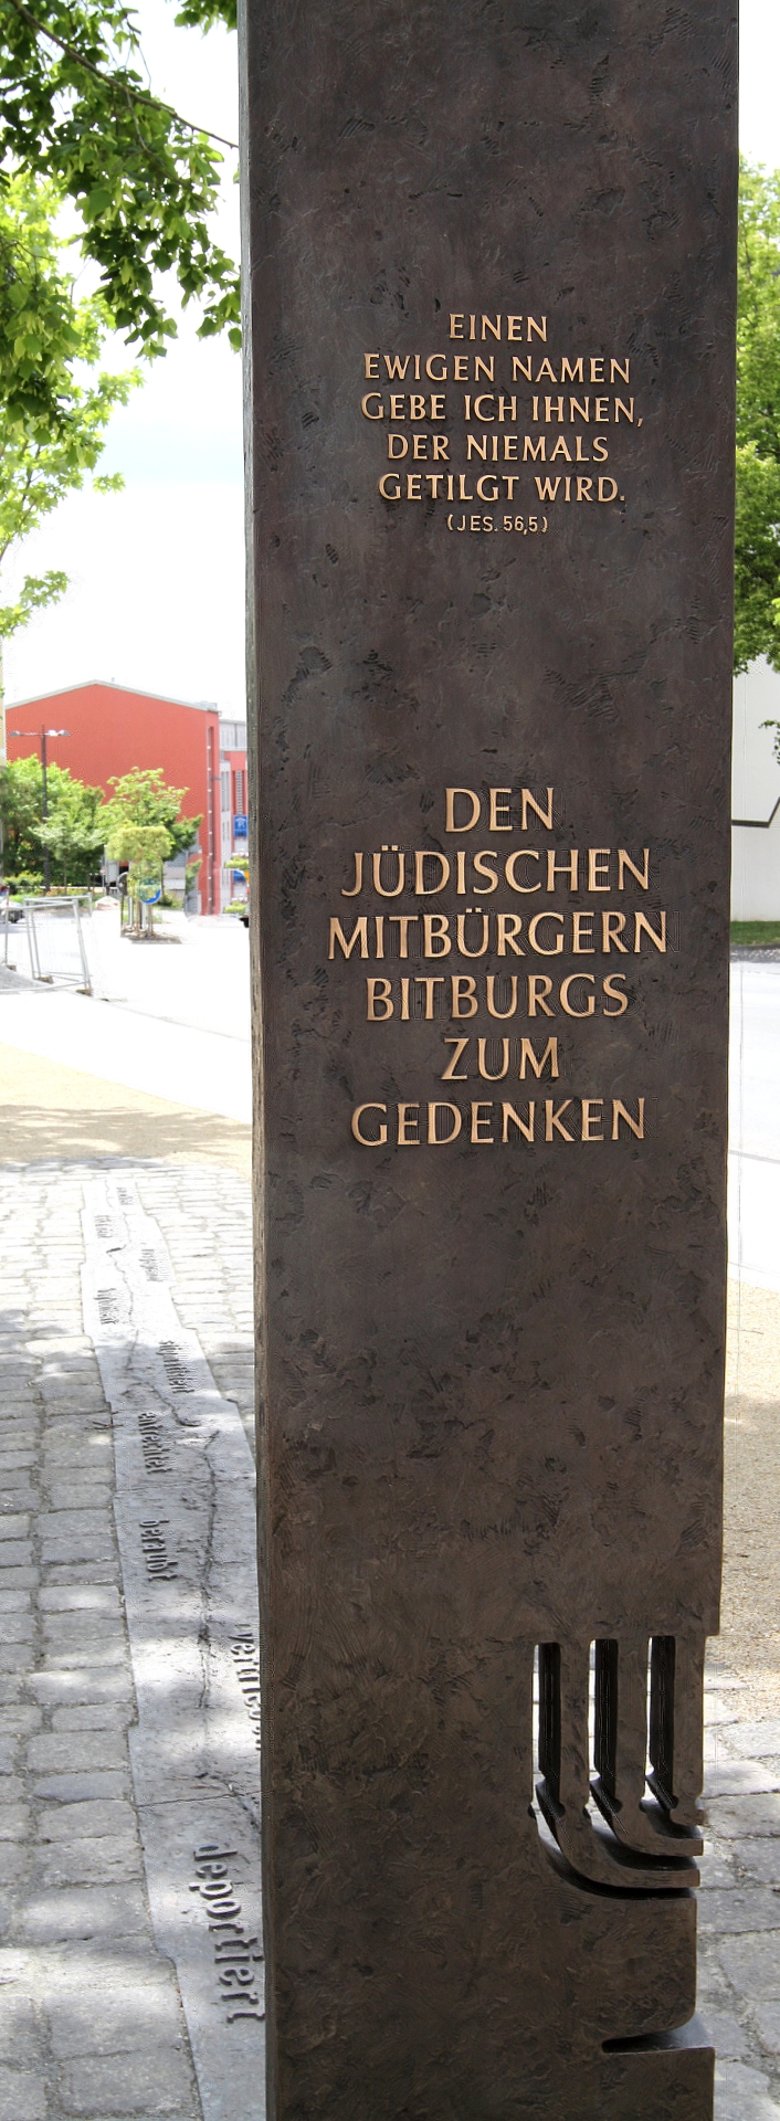 EINEN
EWIGEN NAMEN
GEBE ICH IHNEN,
DER NIEMALS
GETILGT WIRD.
(JES. 56,5)
DEN
JÜDISCHEN
MITBÜRGERN
BITBURGS
ZUM
GEDENKEN
entrechtet
beraubt
deportiert